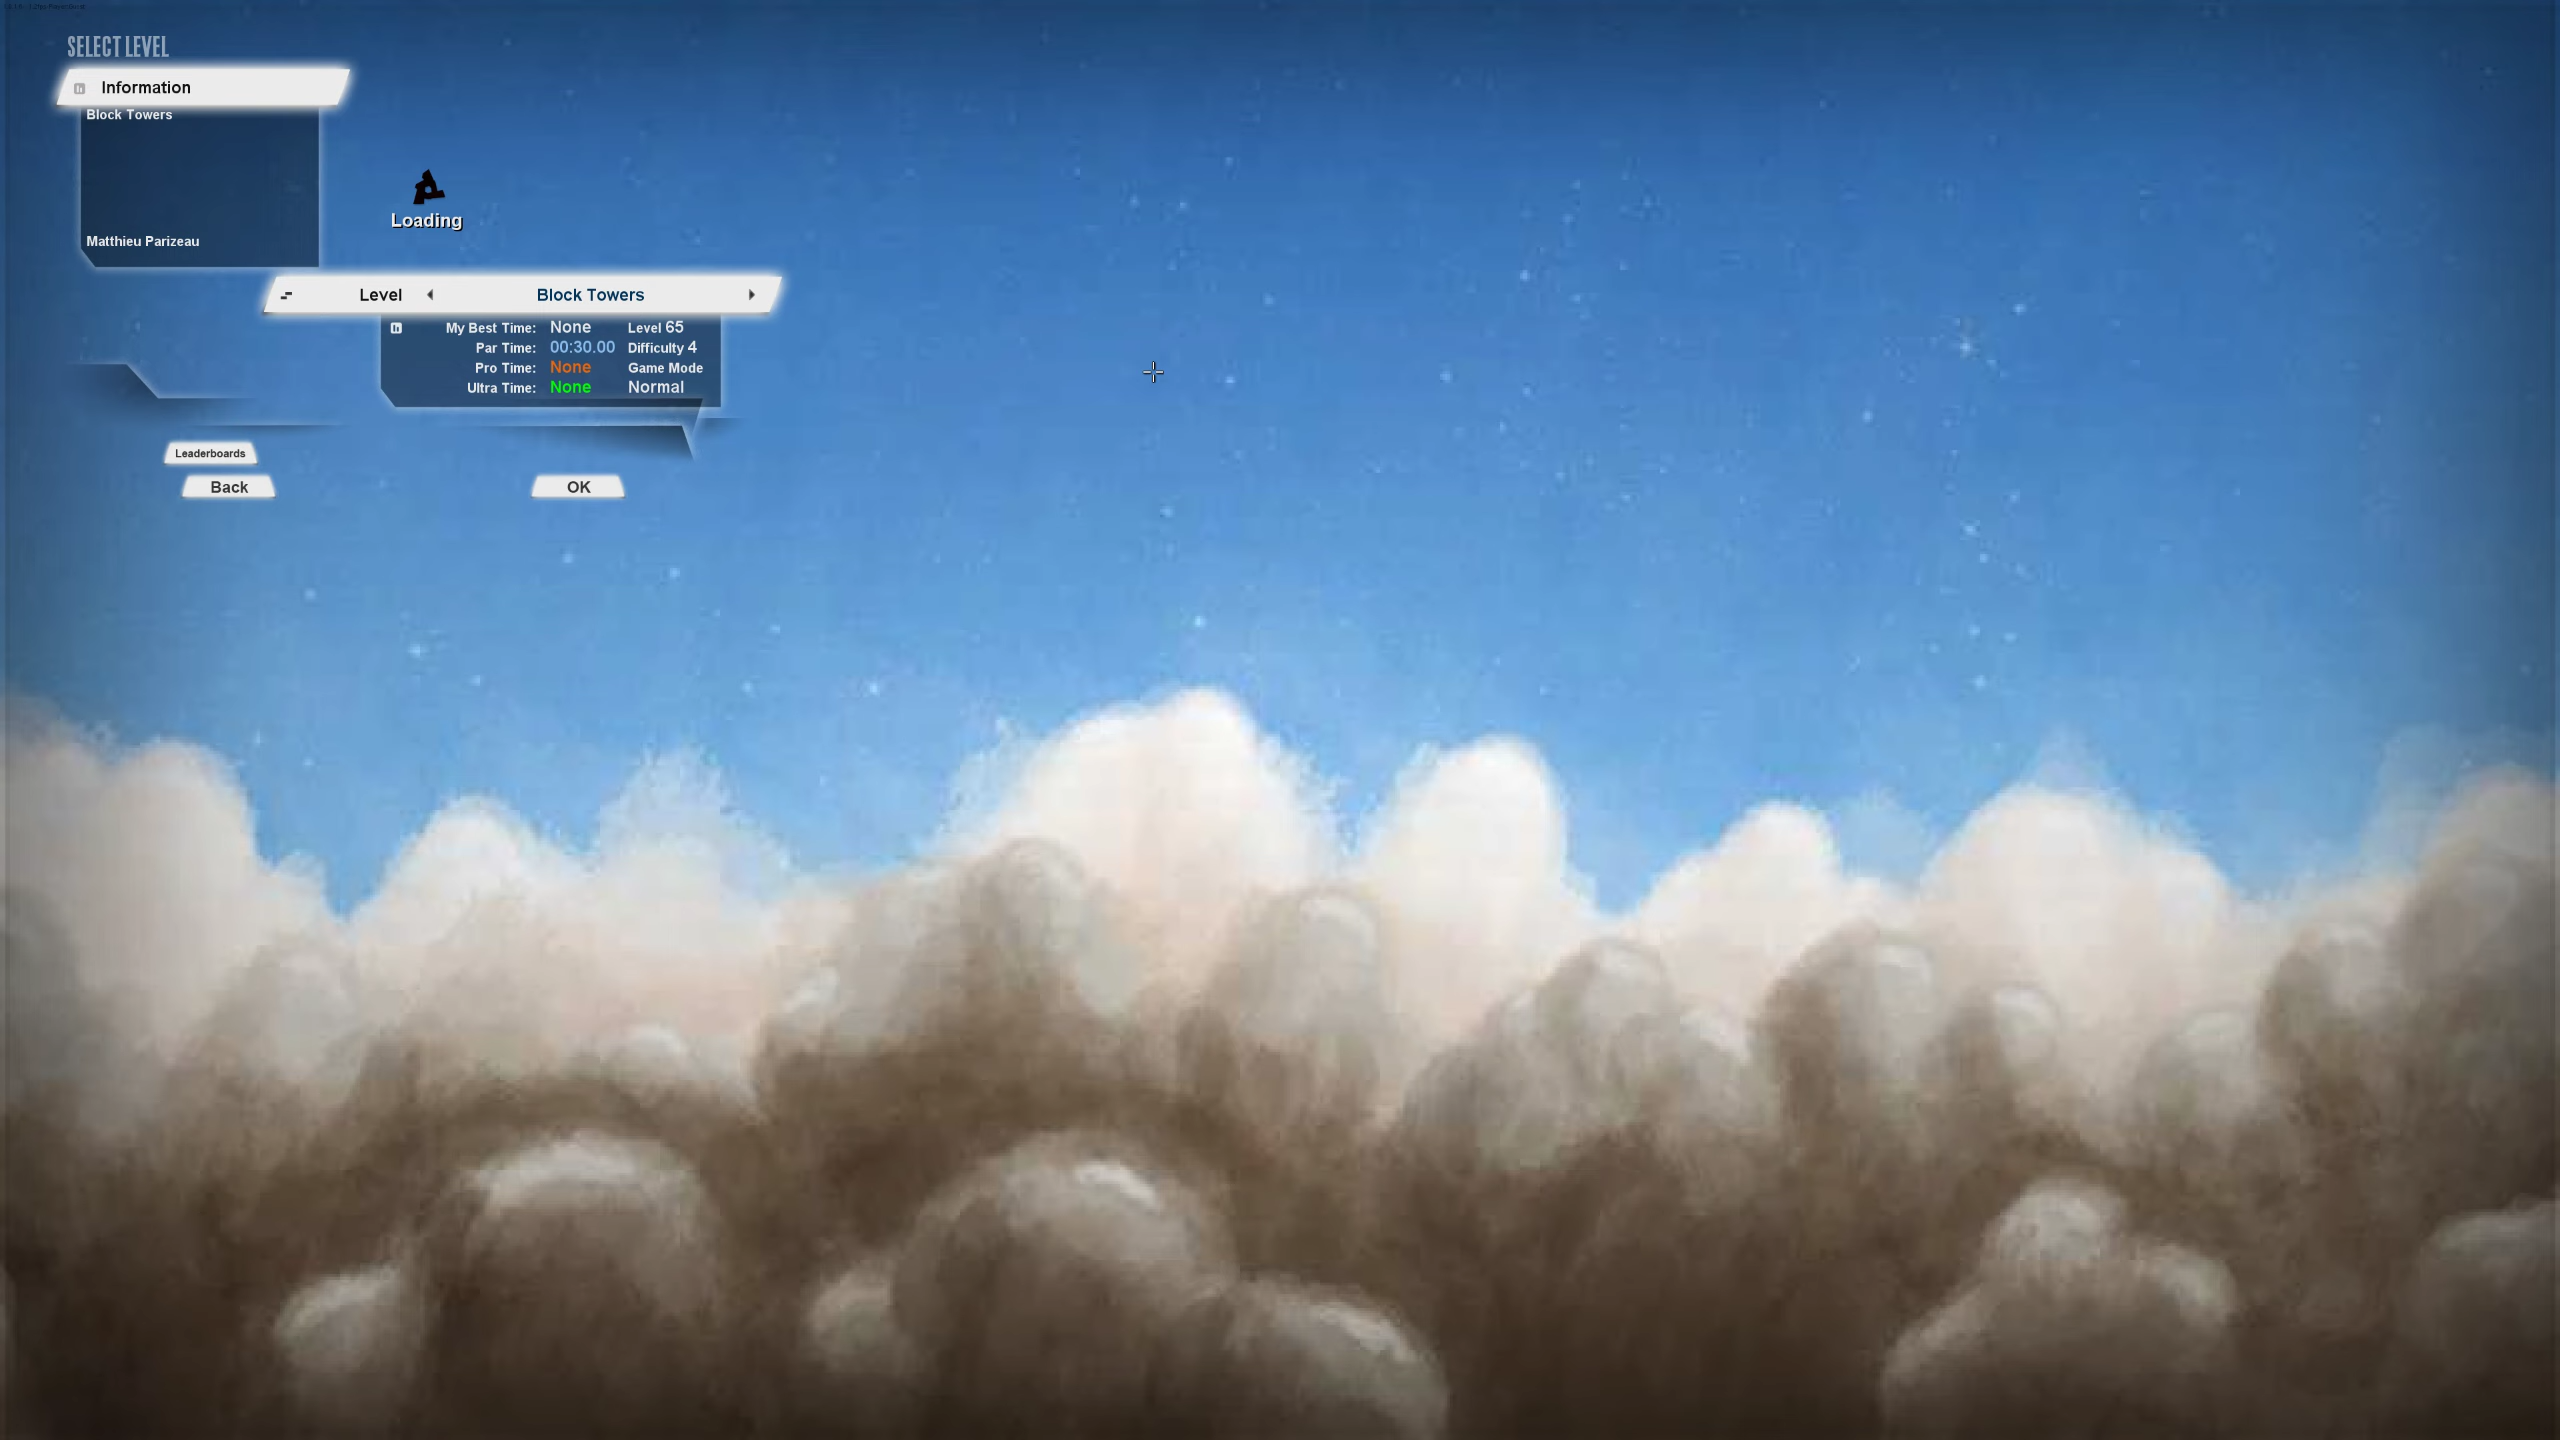 SELECT LEVEL
Information
Block Towers
Matthieu Parizeau
Loading
Level Block Towers
My Best Time: None Level 65
Par Time: 00:30.00 Difficulty 4
Pro Time: None Game Mode
Ultra Time: None Normal
Leaderboards
Back OK